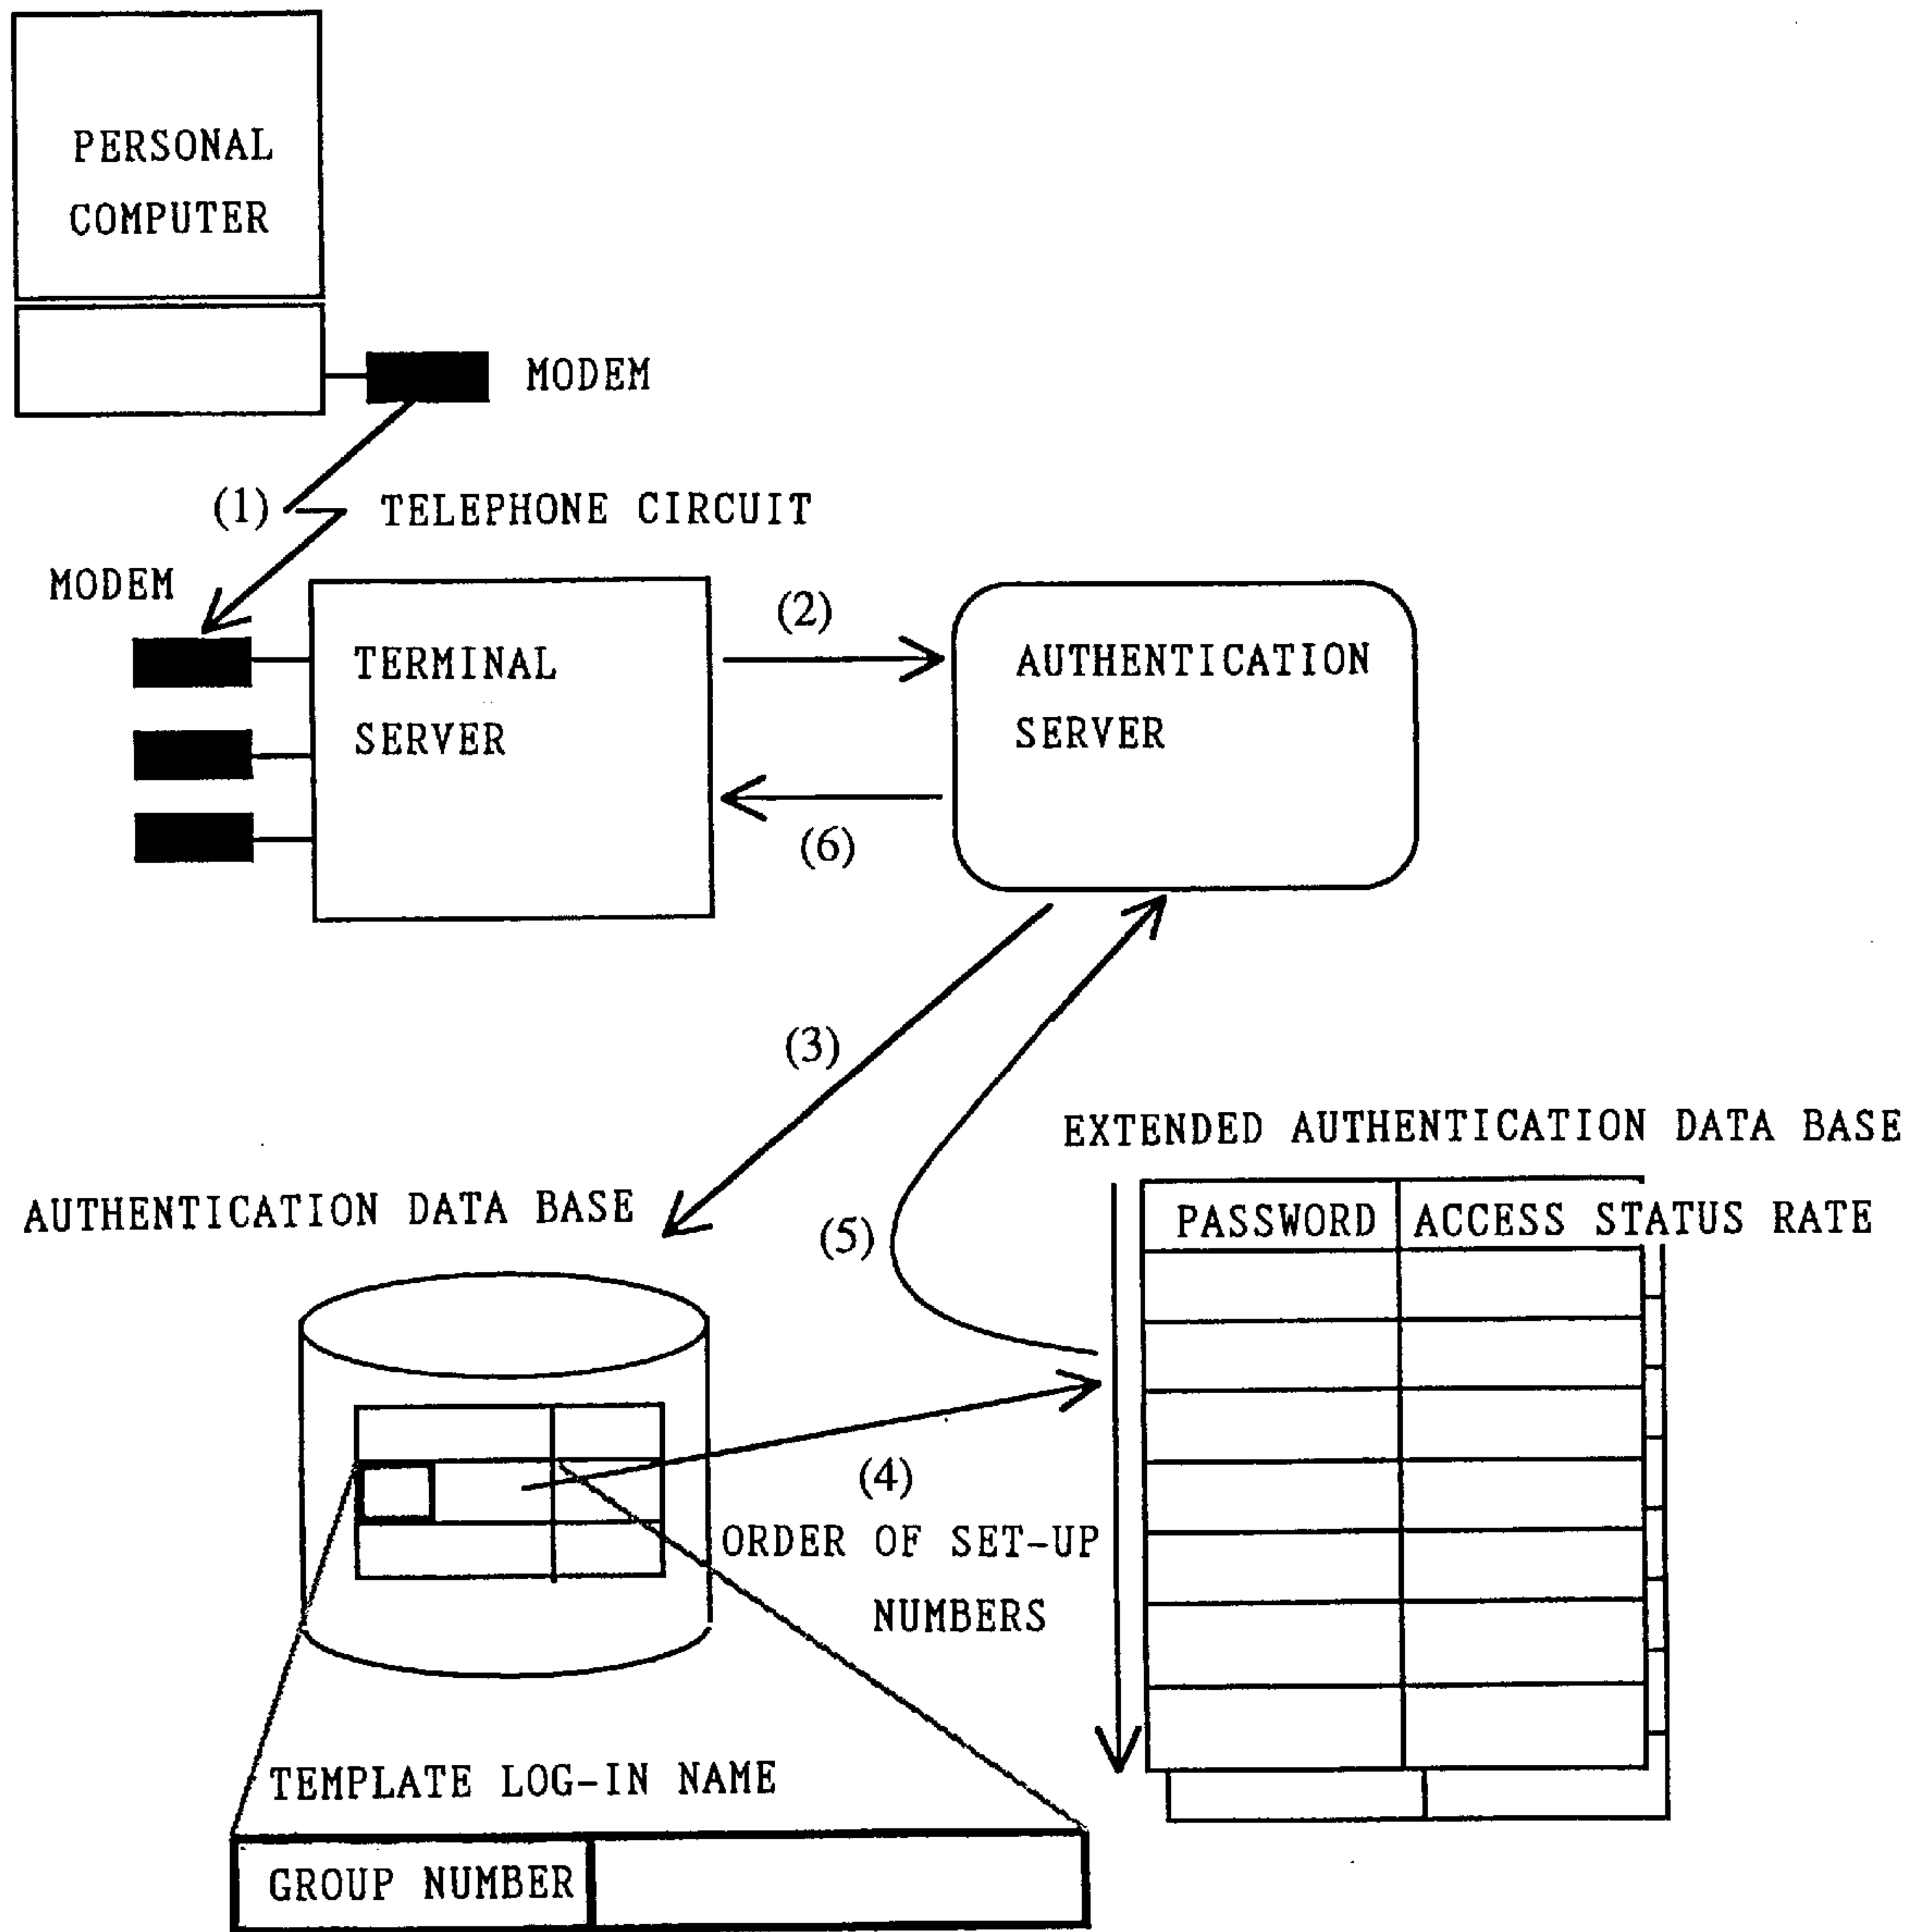 PERSONAL
COMPUTER
MODEM
(1)
TELEPHONE CIRCUIT
MODEM
TERMINAL
SERVER
(2)
AUTHENTICATION
SERVER
(6)
(3)
(5)
EXTENDED AUTHENTICATION DATA BASE
PASSWORD
ACCESS STATUS RATE
AUTHENTICATION DATA BASE
(4)
ORDER OF SET-UP
NUMBERS
TEMPLATE LOG-IN NAME
GROUP NUMBER